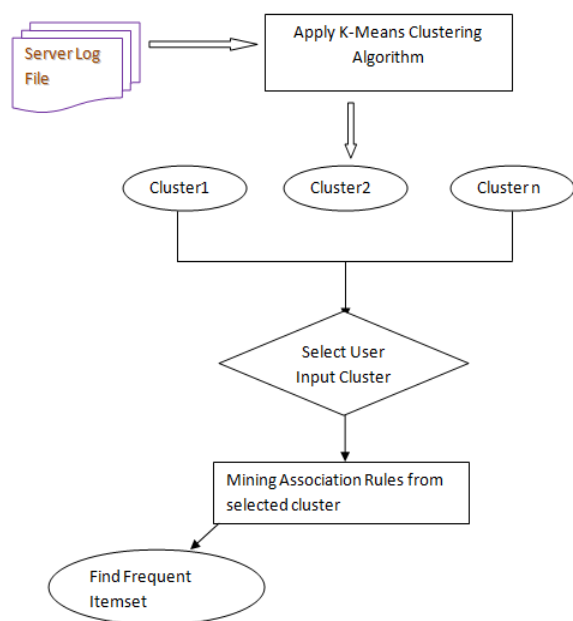 Server Log
File
Apply K-Means Clustering
Algorithm
Cluster1
Cluster2
Cluster n
Select User
Input Cluster
Mining Association Rules from
selected cluster
Find Frequent
Itemset